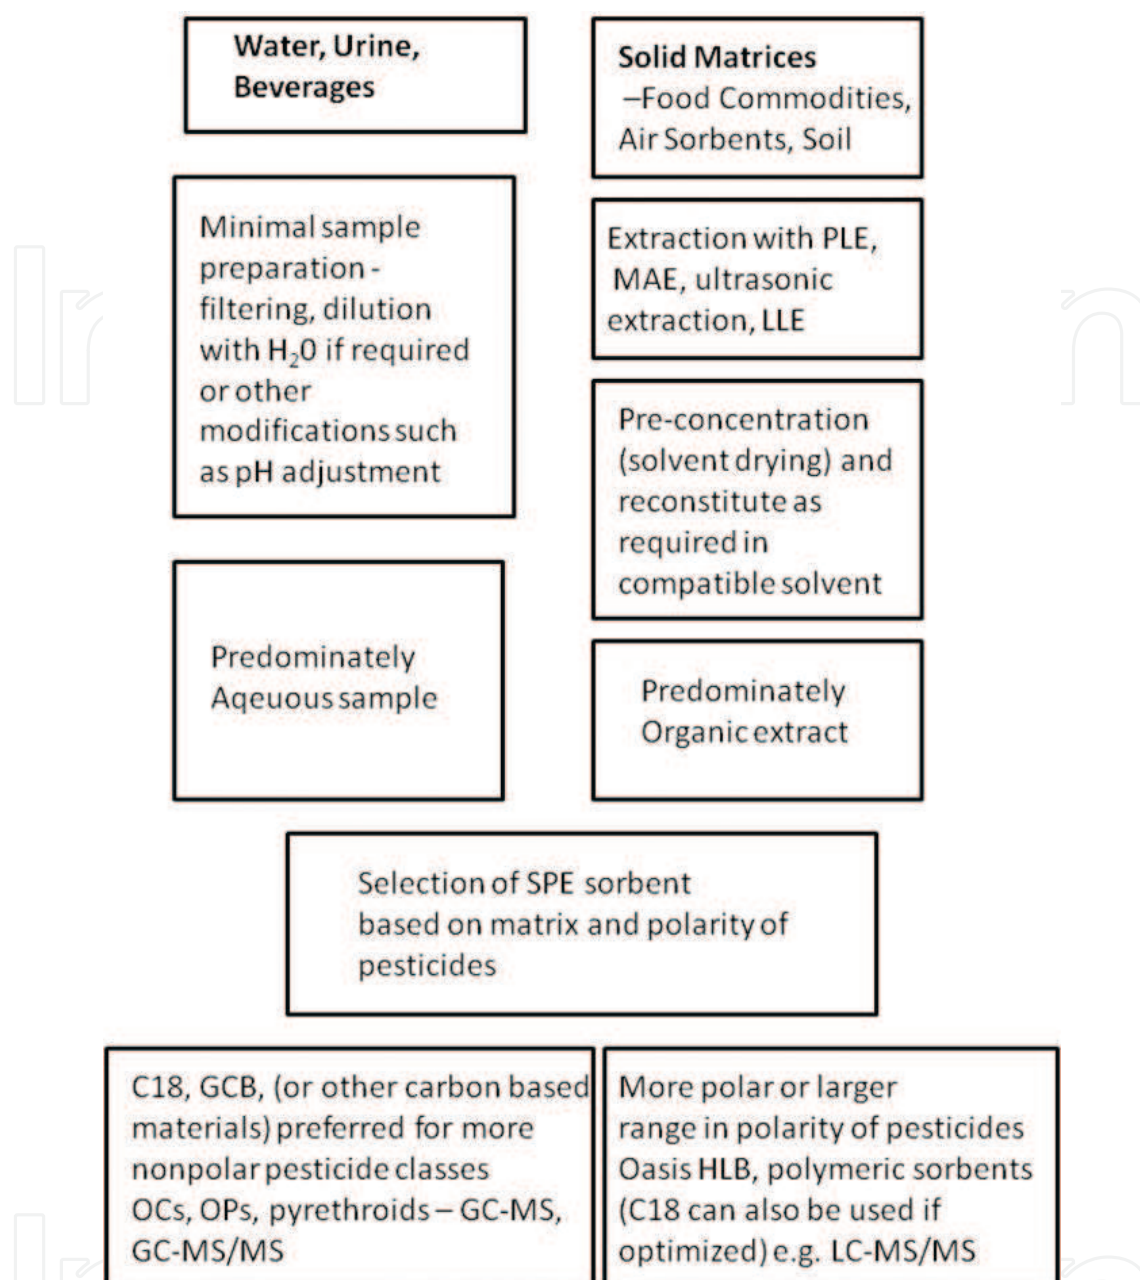 Water, Urine,
Beverages
Minimal sample
preparation -
filtering, dilution
with H₂0 if required
or other
modifications such
as pH adjustment
Predominately
Aqeuous sample
Solid Matrices
–Food Commodities,
Air Sorbents, Soil
Extraction with PLE,
MAE, ultrasonic
extraction, LLE
Pre-concentration
(solvent drying) and
reconstitute as
required in
compatible solvent
Predominately
Organic extract
Selection of SPE sorbent
based on matrix and polarity of
pesticides
C18, GCB, (or other carbon based
materials) preferred for more
nonpolar pesticide classes
OCs, OPs, pyrethroids – GC-MS,
GC-MS/MS
More polar or larger
range in polarity of pesticides
Oasis HLB, polymeric sorbents
(C18 can also be used if
optimized) e.g. LC-MS/MS